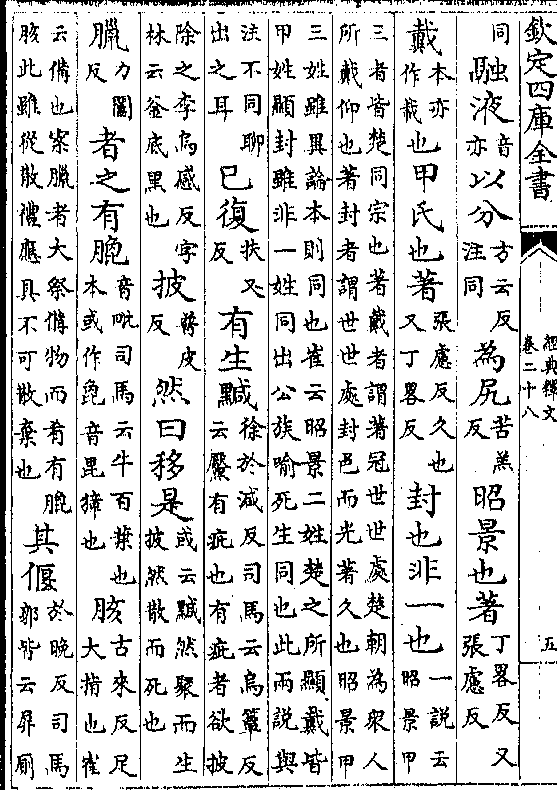 欽定四庫全書
經典釋文
卷二十八
五
同融液音亦以分方云反注同為尻苦羔反昭景也著丁畧反又張慮反
戴本亦作載也甲氏也著張慮反久也又丁畧反封也非一也一說云昭景甲
三者皆楚同宗也著戴者謂著冠世世處楚朝為衆人
所戴仰也著封者謂世世處封邑而光著久也昭景甲
三姓雖異論本則同也崔云昭景二姓楚之所顯戴皆
甲姓顯封雖非一姓同出公族喻死生同也此兩說與
注不同聊出之耳已復扶又反有生黬徐於減反司馬云烏簟反云黶有疵也有疵者欲披
除之李烏感反字林云釜底黑也披普皮反然曰移是或云黬然聚而生披然散而死也
臘力闔反者之有膍音毗司馬云牛百葉也本或作毞音毘獐也胲古來反足大指也崔
云備也案臘者大祭備物而肴有膍
胲此雖從散禮應具不可散棄也其偃於晚反司馬郭皆云屏廁